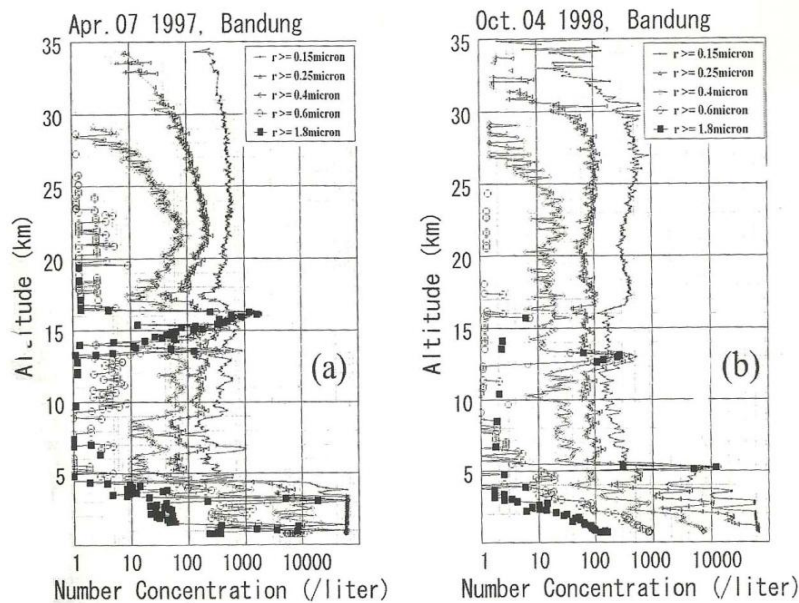 Apr. 07 1997, Bandung
35
30
25
20
15
10
5
Altitude (km)
r >= 0.15micron
r >= 0.25micron
r >= 0.4micron
r >= 0.6micron
r >= 1.8micron
(a)
1 10 100 1000 10000
Number Concentration (/liter)
Oct. 04 1998, Bandung
35
30
25
20
15
10
5
Altitude (km)
r >= 0.15micron
r >= 0.25micron
r >= 0.4micron
r >= 0.6micron
r >= 1.8micron
(b)
1 10 100 1000 10000
Number Concentration (/liter)